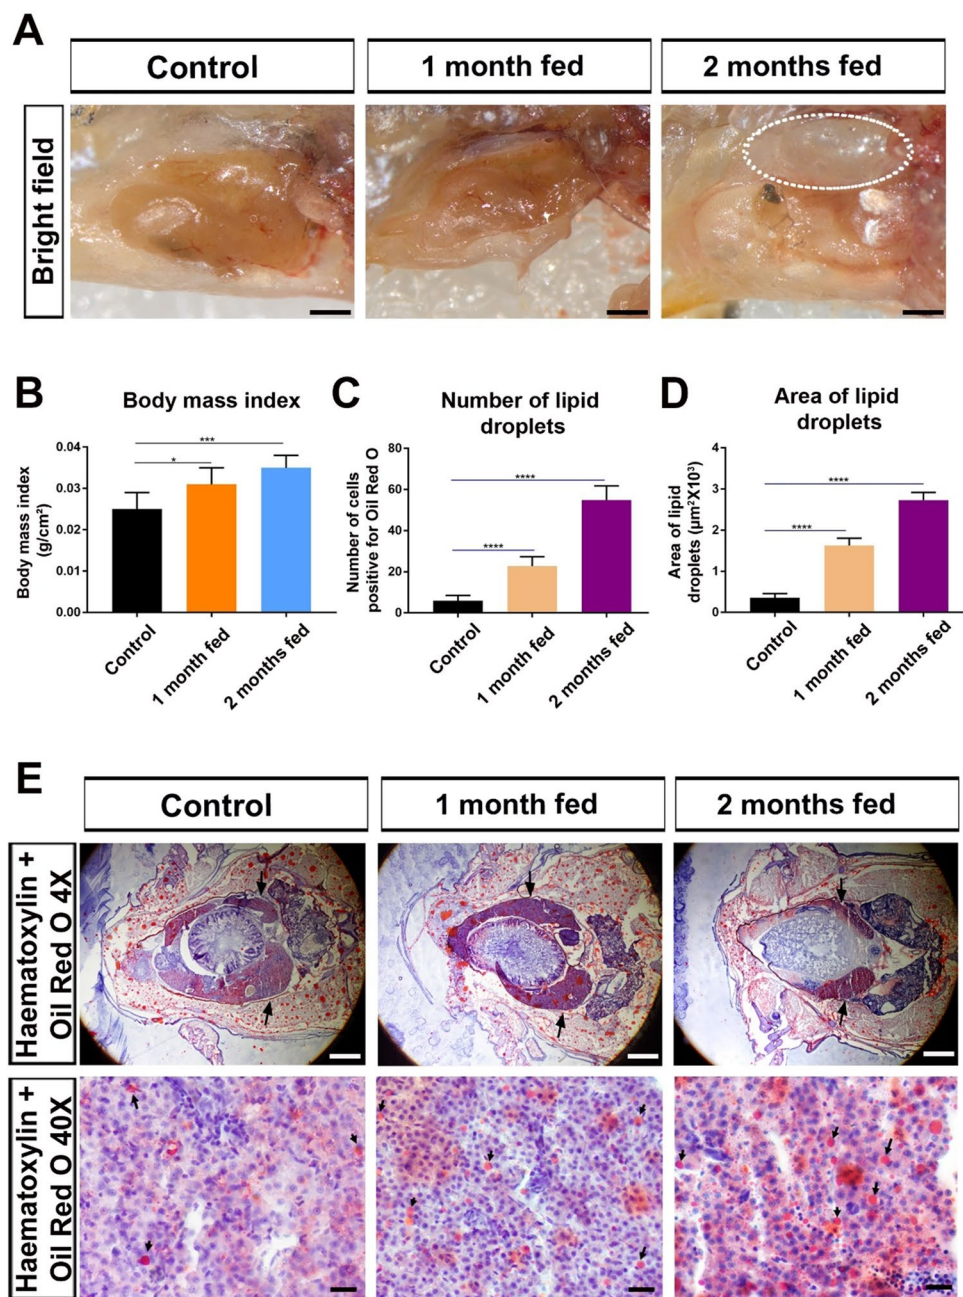 A
Control
1 month fed
2 months fed
Bright field
B
Body mass index
Body mass index
(g/cm²)
0.04
0.03
0.02
0.01
0.00
***
*
Control
1 month fed
2 months fed
C
Number of lipid
droplets
Number of cells
positive for Oil Red O
80
60
40
20
0
****
****
Control
1 month fed
2 months fed
D
Area of lipid
droplets
Area of lipid
droplets (µm²X10³)
4
3
2
1
0
****
****
Control
1 month fed
2 months fed
E
Control
1 month fed
2 months fed
Haematoxylin +
Oil Red O 4X
Haematoxylin +
Oil Red O 40X